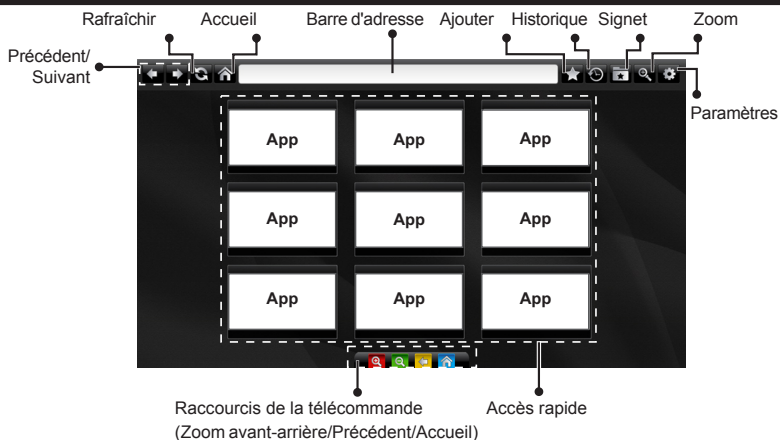 Rafraîchir Accueil Barre d'adresse Ajouter Historique Signet Zoom
Précédent/
Suivant
Paramètres
App App App
App App App
App App App
Raccourcis de la télécommande
(Zoom avant-arrière/Précédent/Accueil)
Accès rapide